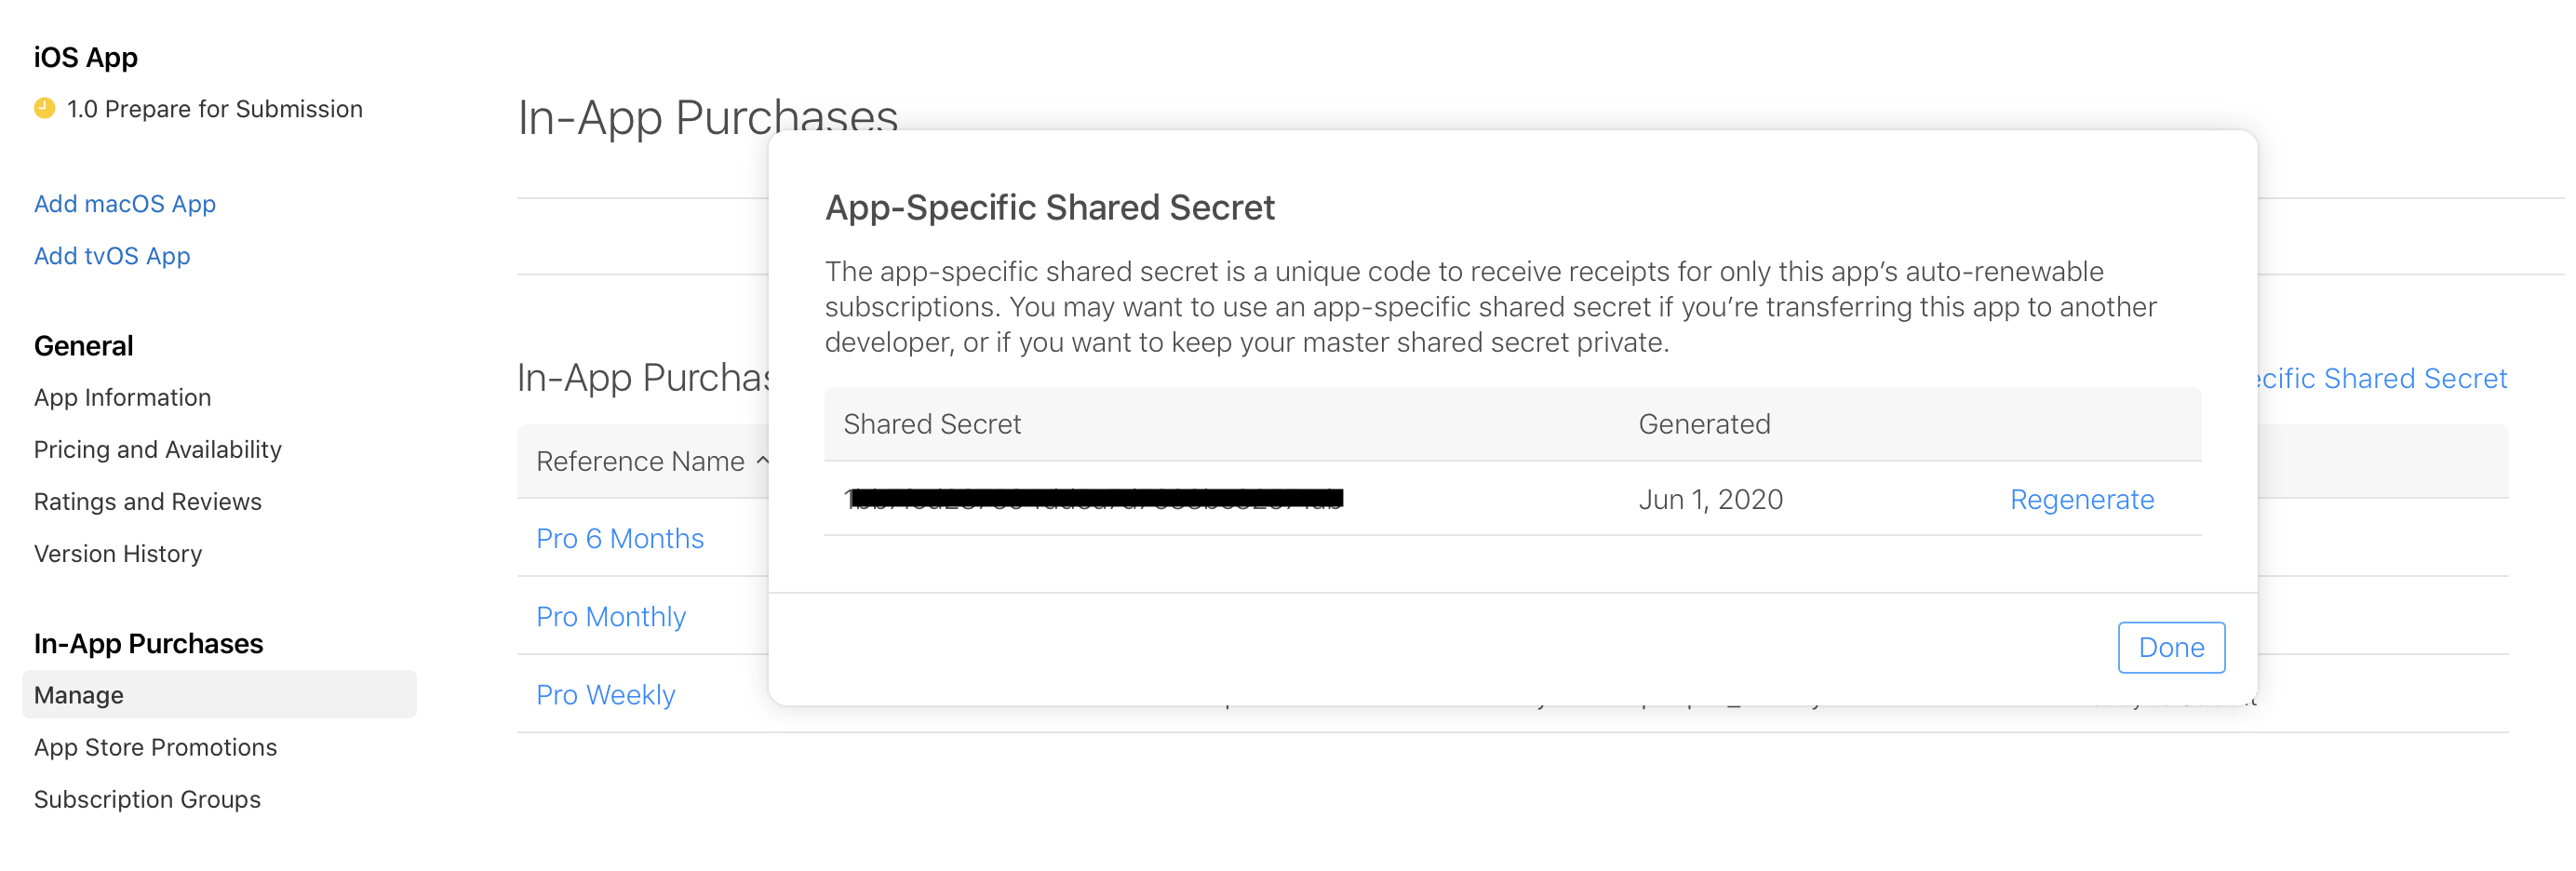 iOS App
1.0 Prepare for Submission
Add macOS App
Add tvOS App
General
App Information
Pricing and Availability
Ratings and Reviews
Version History
In-App Purchases
Manage
App Store Promotions
Subscription Groups
In-App Purchases
In-App Purchas
Reference Name
Pro 6 Months
Pro Monthly
Pro Weekly
App-Specific Shared Secret
The app-specific shared secret is a unique code to receive receipts for only this app’s auto-renewable
subscriptions. You may want to use an app-specific shared secret if you’re transferring this app to another
developer, or if you want to keep your master shared secret private.
Shared Secret Generated
Jun 1, 2020 Regenerate
Done
ecific Shared Secret